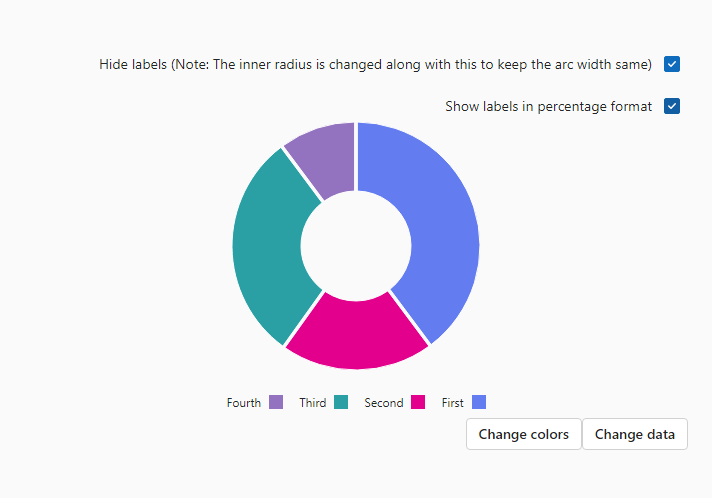 Hide labels (Note: The inner radius is changed along with this to keep the arc width same)
Show labels in percentage format
Fourth Third Second First
Change colors Change data